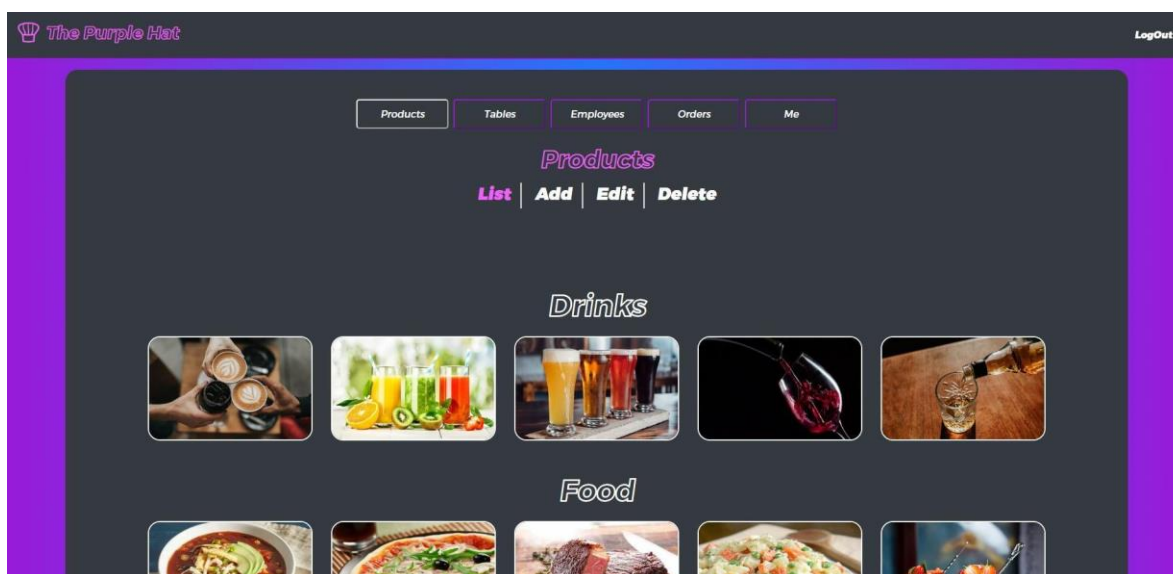 The Purple Hat
LogOut
Products Tables Employees Orders Me
Products
List Add Edit Delete
Drinks
Food